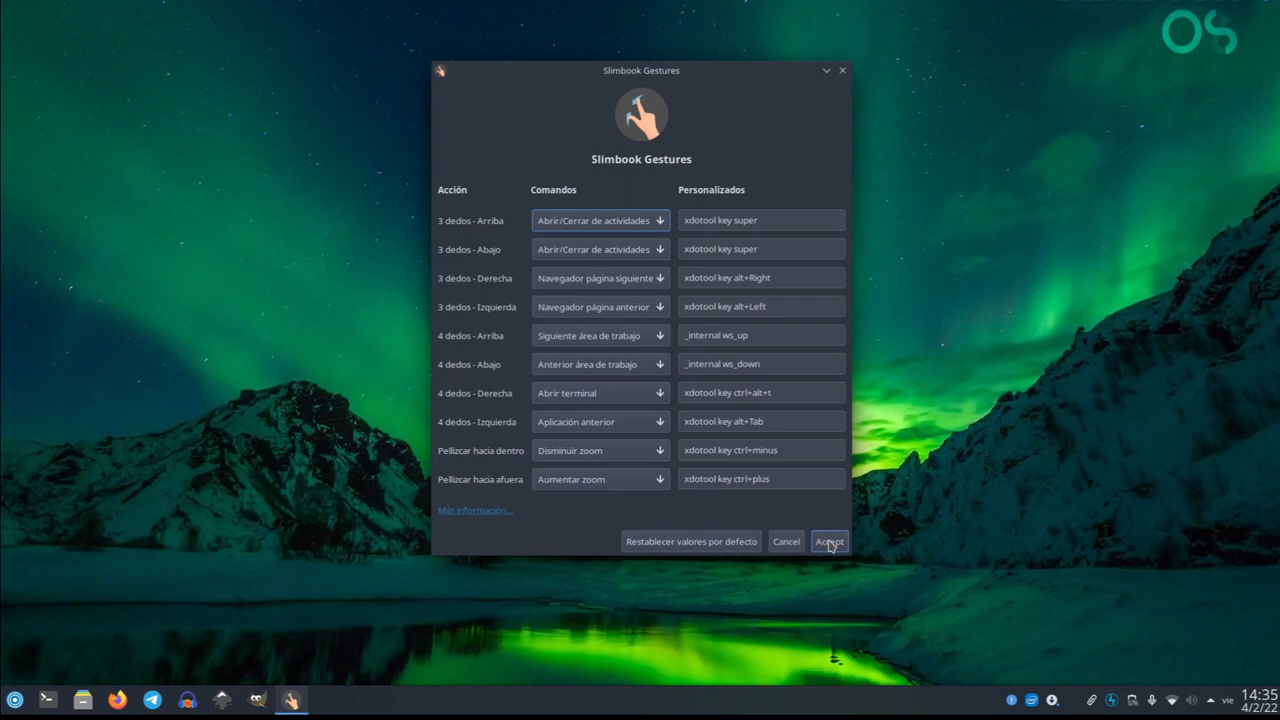 OS
Slimbook Gestures
Slimbook Gestures
Acción Comandos Personalizados
3 dedos - Arriba Abrir/Cerrar de actividades xdotool key super
3 dedos - Abajo Abrir/Cerrar de actividades xdotool key super
3 dedos - Derecha Navegador página siguiente xdotool key alt+Right
3 dedos - Izquierda Navegador página anterior xdotool key alt+Left
4 dedos - Arriba Siguiente área de trabajo _internal ws_up
4 dedos - Abajo Anterior área de trabajo _internal ws_down
4 dedos - Derecha Abrir terminal xdotool key ctrl+alt+t
4 dedos - Izquierda Aplicación anterior xdotool key alt+Tab
Pellizcar hacia dentro Disminuir zoom xdotool key ctrl+minus
Pellizcar hacia afuera Aumentar zoom xdotool key ctrl+plus
Más información...
Restablecer valores por defecto Cancel Accept
vie 14:35
4/2/22